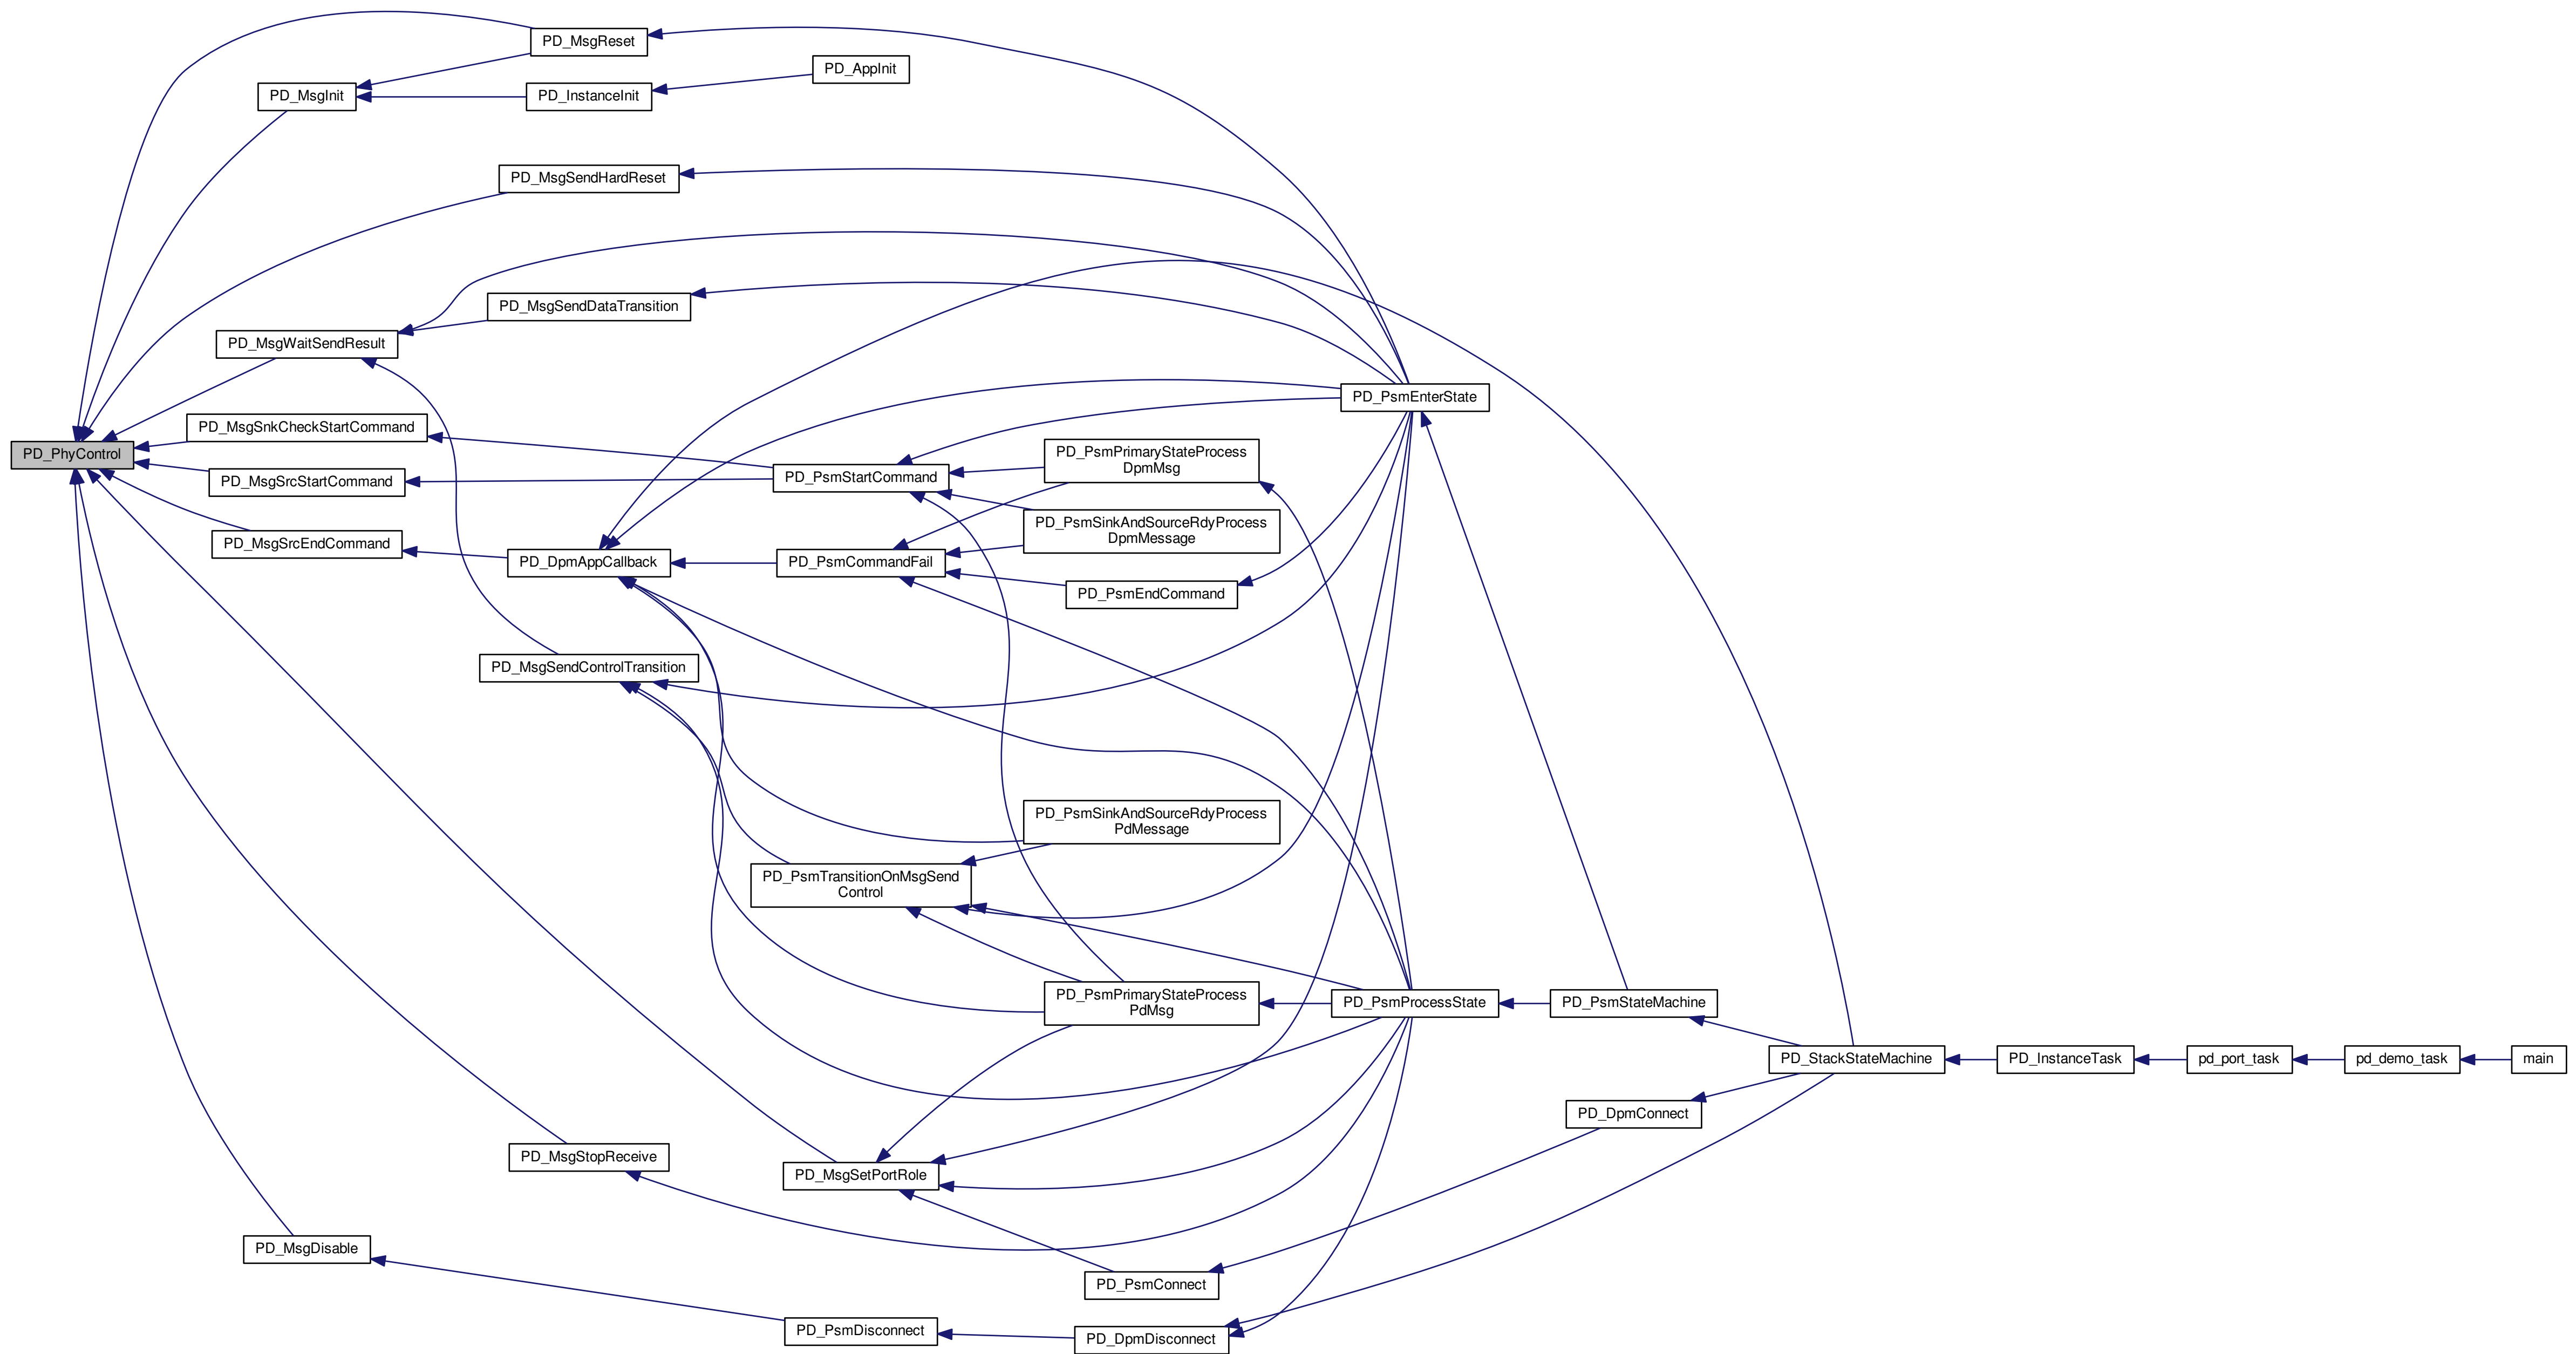 PD_MsgReset
PD_AppInit
PD_MsgInit
PD_InstanceInit
PD_MsgSendHardReset
PD_MsgSendDataTransition
PD_MsgWaitSendResult
PD_PsmEnterState
PD_MsgSnkCheckStartCommand
PD_PhyControl
PD_PsmPrimaryStateProcess
DpmMsg
PD_MsgSrcStartCommand
PD_PsmStartCommand
PD_PsmSinkAndSourceRdyProcess
DpmMessage
PD_MsgSrcEndCommand
PD_DpmAppCallback
PD_PsmCommandFail
PD_PsmEndCommand
PD_MsgSendControlTransition
PD_PsmSinkAndSourceRdyProcess
PdMessage
PD_PsmTransitionOnMsgSend
Control
PD_PsmPrimaryStateProcess
PdMsg
PD_PsmProcessState
PD_PsmStateMachine
PD_StackStateMachine
PD_InstanceTask
pd_port_task
pd_demo_task
main
PD_DpmConnect
PD_MsgStopReceive
PD_MsgSetPortRole
PD_MsgDisable
PD_PsmConnect
PD_PsmDisconnect
PD_DpmDisconnect